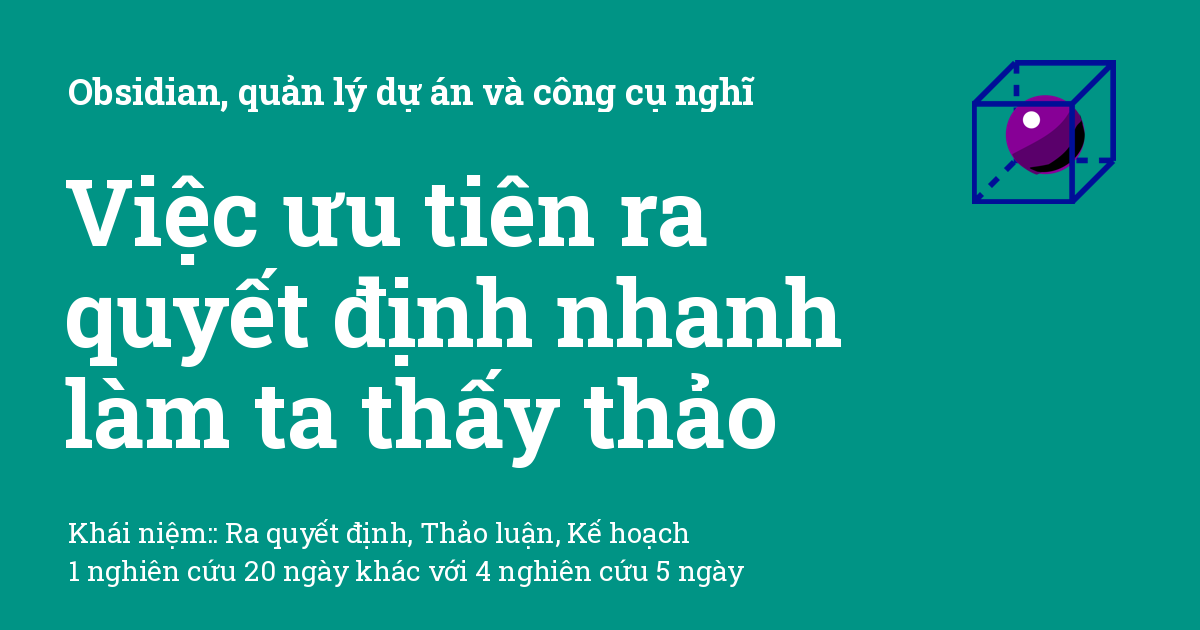 Obsidian, quản lý dự án và công cụ nghĩ
Việc ưu tiên ra
quyết định nhanh
làm ta thấy thảo
Khái niệm:: Ra quyết định, Thảo luận, Kế hoạch
1 nghiên cứu 20 ngày khác với 4 nghiên cứu 5 ngày